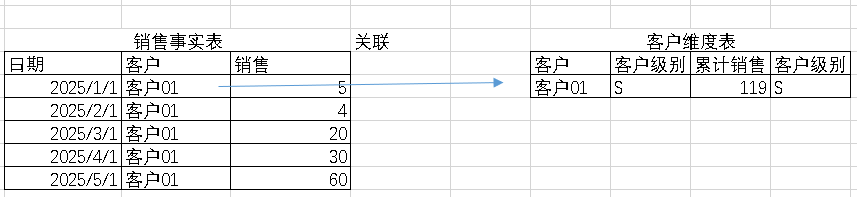 销售事实表 关联 客户维度表
日期 客户 销售 客户 客户级别 累计销售 客户级别
2025/1/1 客户01 5 客户01 S 119 S
2025/2/1 客户01 4
2025/3/1 客户01 20
2025/4/1 客户01 30
2025/5/1 客户01 60